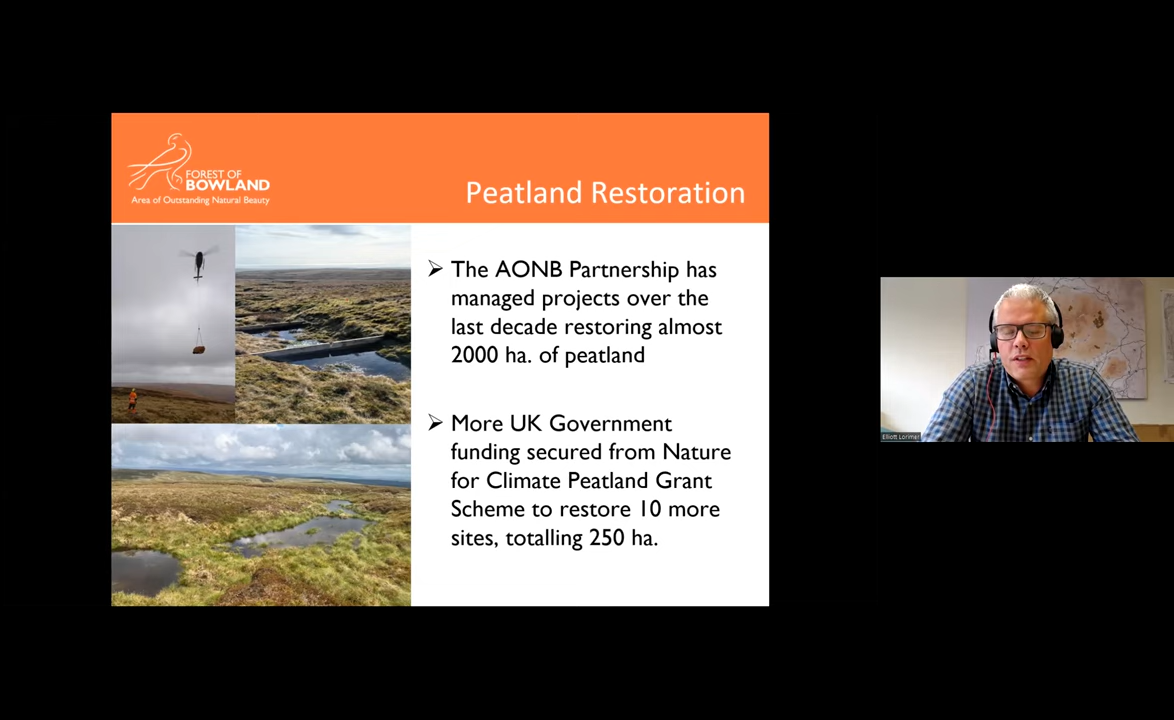 FOREST OF
BOWLAND
Area of Outstanding Natural Beauty
Peatland Restoration
➢ The AONB Partnership has
managed projects over the
last decade restoring almost
2000 ha. of peatland
➢ More UK Government
funding secured from Nature
for Climate Peatland Grant
Scheme to restore 10 more
sites, totalling 250 ha.
Elliott Lorimer